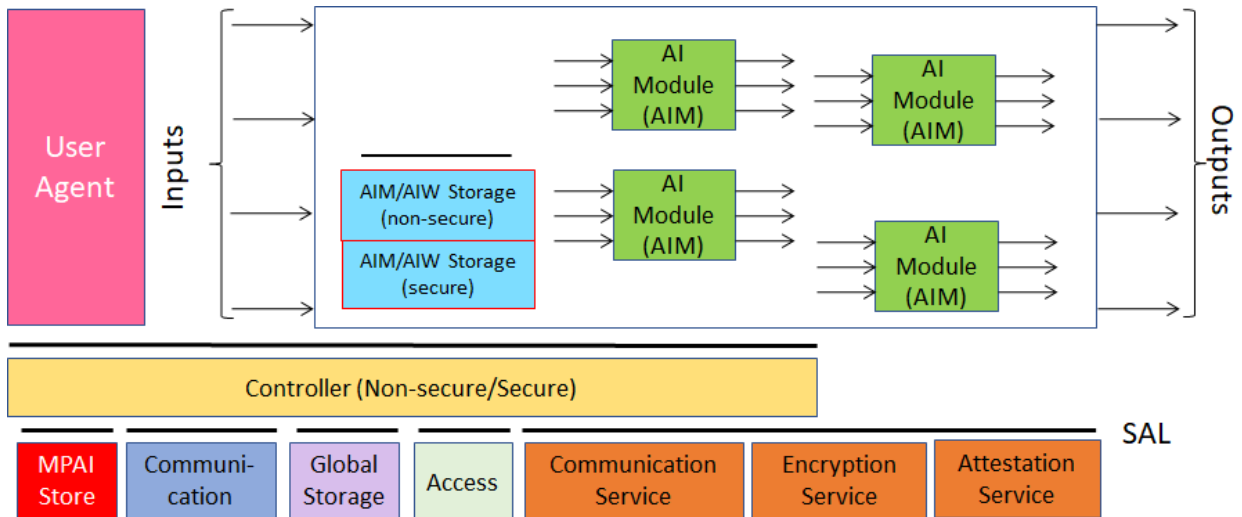 User
Agent
Inputs
AI
Module
(AIM)
AI
Module
(AIM)
AIM/AIW Storage
(non-secure)
AIM/AIW Storage
(secure)
AI
Module
(AIM)
AI
Module
(AIM)
Outputs
Controller (Non-secure/Secure)
SAL
MPAI
Store
Communi-
cation
Global
Storage
Access
Communication
Service
Encryption
Service
Attestation
Service